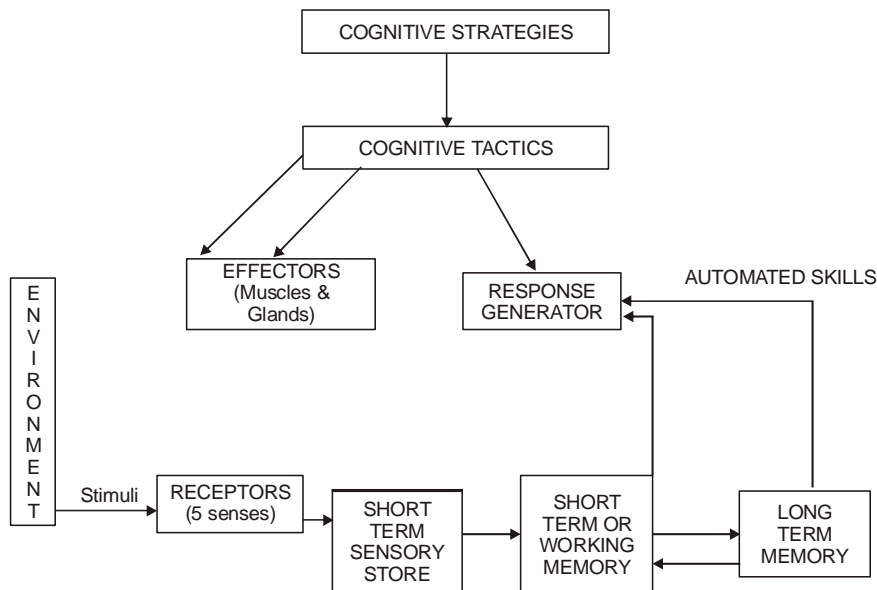 COGNITIVE STRATEGIES
COGNITIVE TACTICS
EFFECTORS
(Muscles &
Glands)
RESPONSE
GENERATOR
AUTOMATED SKILLS
E
N
V
I
R
O
N
M
E
N
T
Stimuli
RECEPTORS
(5 senses)
SHORT
TERM
SENSORY
STORE
SHORT
TERM OR
WORKING
MEMORY
LONG
TERM
MEMORY